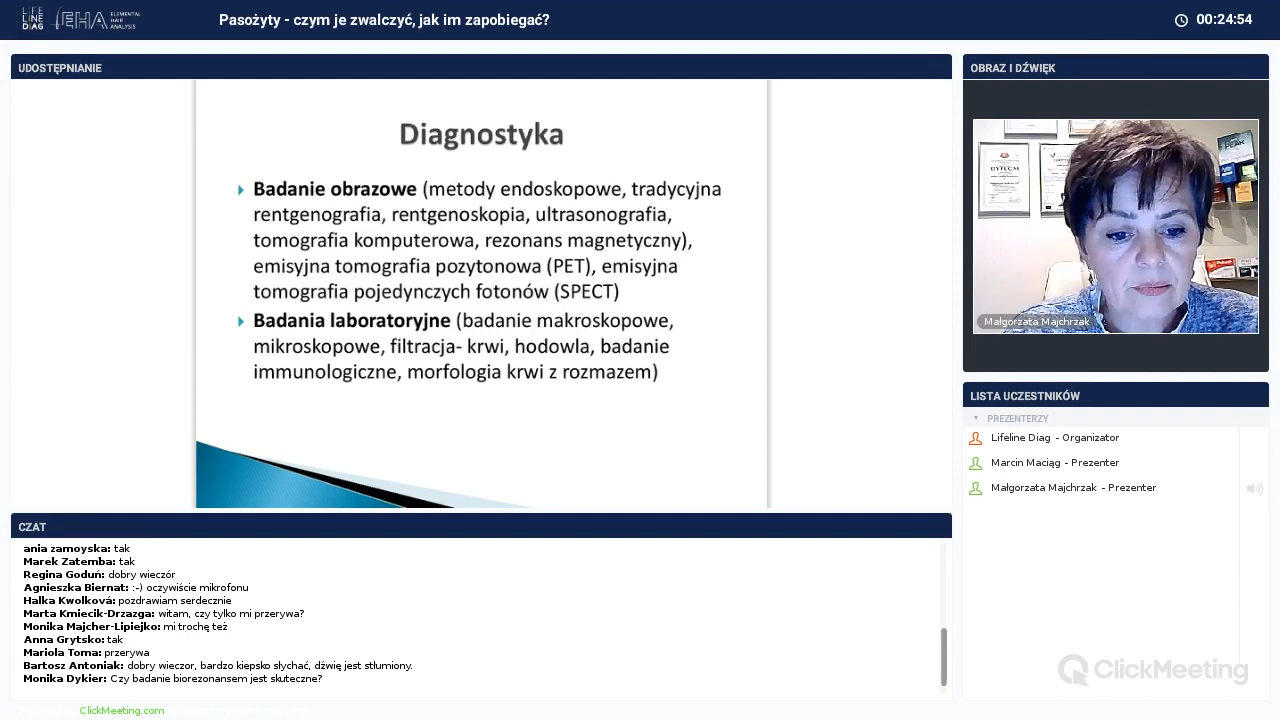 LIFE
LINE
DIAG
EHA
ELEMENTAL
HAIR
ANALYSIS
Pasożyty - czym je zwalczyć, jak im zapobiegać?
00:24:54
UDOSTĘPNIANIE
Diagnostyka
Badanie obrazowe (metody endoskopowe, tradycyjna
rentgenografia, rentgenoskopia, ultrasonografia,
tomografia komputerowa, rezonans magnetyczny),
emisyjna tomografia pozytonowa (PET), emisyjna
tomografia pojedynczych fotonów (SPECT)
Badania laboratoryjne (badanie makroskopowe,
mikroskopowe, filtracja- krwi, hodowla, badanie
immunologiczne, morfologia krwi z rozmazem)
OBRAZ I DŹWIĘK
DYPLOM
PEAK
Małgorzata Majchrzak
LISTA UCZESTNIKÓW
PREZENTERZY
Lifeline Diag - Organizator
Marcin Maciąg - Prezenter
Małgorzata Majchrzak - Prezenter
CZAT
ania zamoyska: tak
Marek Zatemba: tak
Regina Goduń: dobry wieczór
Agnieszka Biernat: :-) oczywiście mikrofonu
Halka Kwolková: pozdrawiam serdecznie
Marta Kmiecik-Drzazga: witam, czy tylko mi przerywa?
Monika Majcher-Lipiejko: mi trochę też
Anna Grytsko: tak
Mariola Toma: przerywa
Bartosz Antoniak: dobry wieczor, bardzo kiepsko słychać, dźwię jest stłumiony.
Monika Dykier: Czy badanie biorezonansem jest skuteczne?
ClickMeeting
ClickMeeting.com